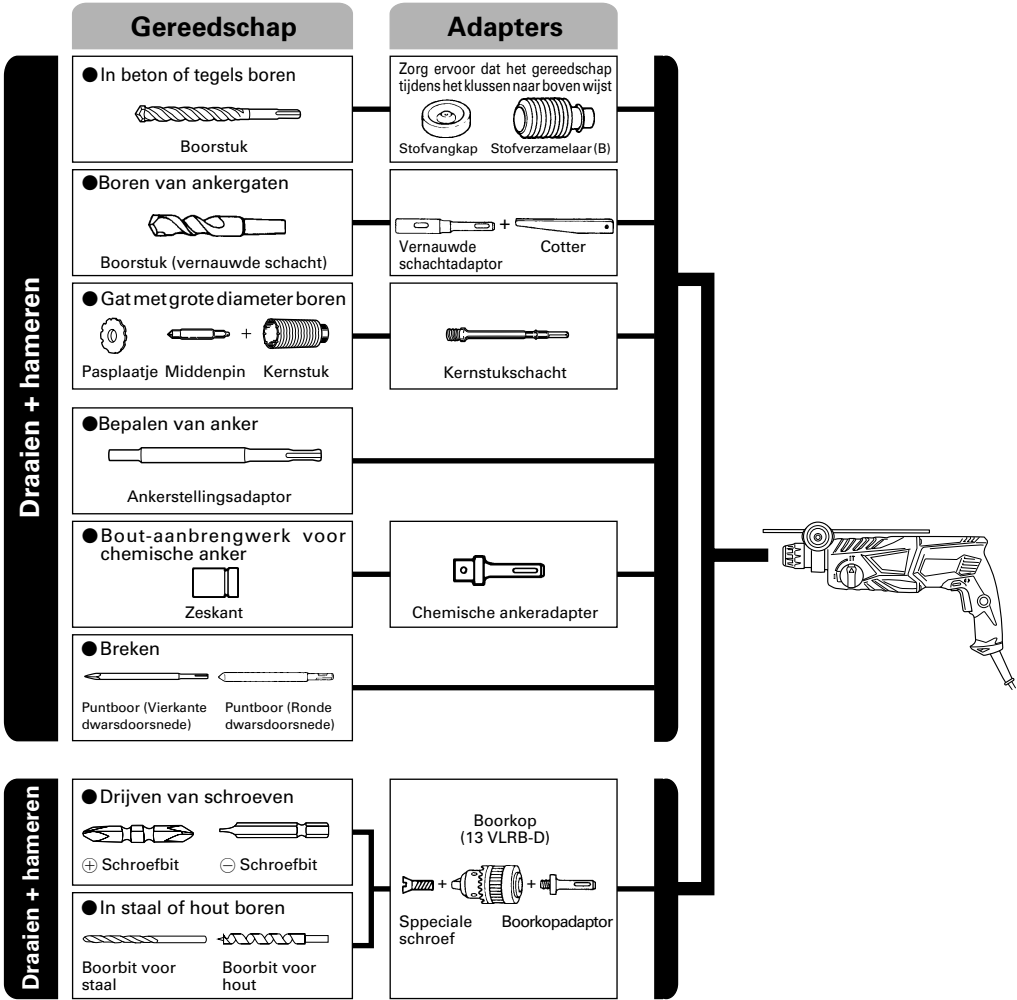 Gereedschap
Adapters
Draaien + hameren
●In beton of tegels boren
Boorstuk
Zorg ervoor dat het gereedschap
tijdens het klussen naar boven wijst
Stofvangkap
Stofverzamelaar (B)
●Boren van ankergaten
Boorstuk (vernauwde schacht)
+
Vernauwde
schachtadaptor
Cotter
●Gat met grote diameter boren
+
Pasplaatje
Middenpin
Kernstuk
Kernstukschacht
●Bepalen van anker
Ankerstellingsadaptor
●Bout-aanbrengwerk voor
chemische anker
Zeskant
Chemische ankeradapter
●Breken
Puntboor (Vierkante
dwarsdoorsnede)
Puntboor (Ronde
dwarsdoorsnede)
Draaien + hameren
●Drijven van schroeven
⊕ Schroefbit
⊖ Schroefbit
●In staal of hout boren
Boorbit voor
staal
Boorbit voor
hout
Boorkop
(13 VLRB-D)
+
+
Sppeciale
schroef
Boorkopadaptor